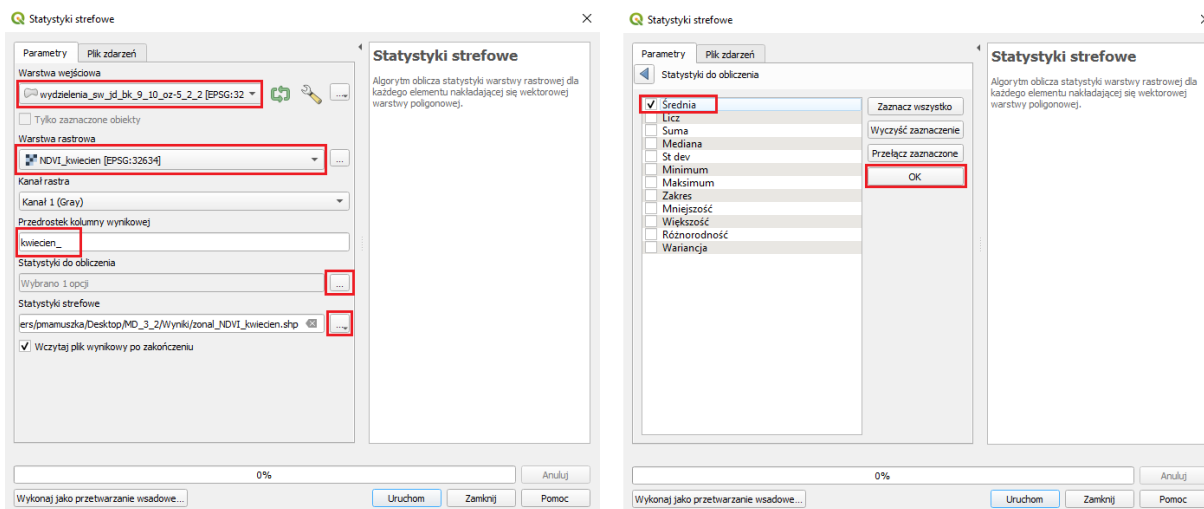 Statystyki strefowe
Parametry
Plik zdarzeń
Warstwa wejściowa
wydzielenia_sw_jd_bk_9_10_oz-5_2_2 [EPSG:32
...
Tylko zaznaczone obiekty
Warstwa rastrowa
NDVI_kwiecien [EPSG:32634]
...
Kanał rastra
Kanał 1 (Gray)
Przedrostek kolumny wynikowej
kwiecien_
Statystyki do obliczenia
Wybrano 1 opcji
...
Statystyki strefowe
ers/pmamuszka/Desktop/MD_3_2/Wyniki/zonal_NDVI_kwiecien.shp
...
Wczytaj plik wynikowy po zakończeniu
Statystyki strefowe
Algorytm oblicza statystyki warstwy rastrowej dla
każdego elementu nakładającej się wektorowej
warstwy poligonowej.
0%
Anuluj
Wykonaj jako przetwarzanie wsadowe...
Uruchom
Zamknij
Pomoc
Statystyki strefowe
Parametry
Plik zdarzeń
Statystyki do obliczenia
Średnia
Licz
Suma
Mediana
St dev
Minimum
Maksimum
Zakres
Mniejszość
Większość
Różnorodność
Wariancja
Zaznacz wszystko
Wyczyść zaznaczenie
Przełącz zaznaczone
OK
Statystyki strefowe
Algorytm oblicza statystyki warstwy rastrowej dla
każdego elementu nakładającej się wektorowej
warstwy poligonowej.
0%
Anuluj
Wykonaj jako przetwarzanie wsadowe...
Uruchom
Zamknij
Pomoc